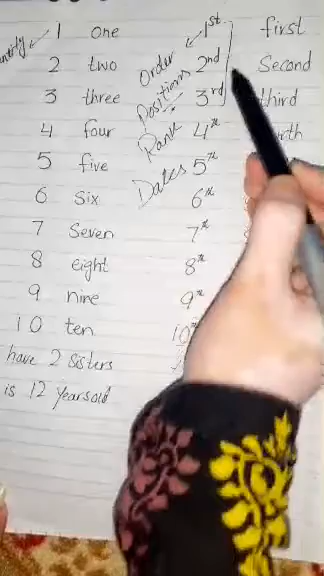 1 one 1st first
2 two 2nd Second
3 three 3rd third
4 four 4th
5 five 5th
6 six 6th
7 Seven 7th
8 eight 8th
9 nine 9th
10 ten 10
Order
Positions
Rank
Dates
have 2 Sisters
is 12 years old